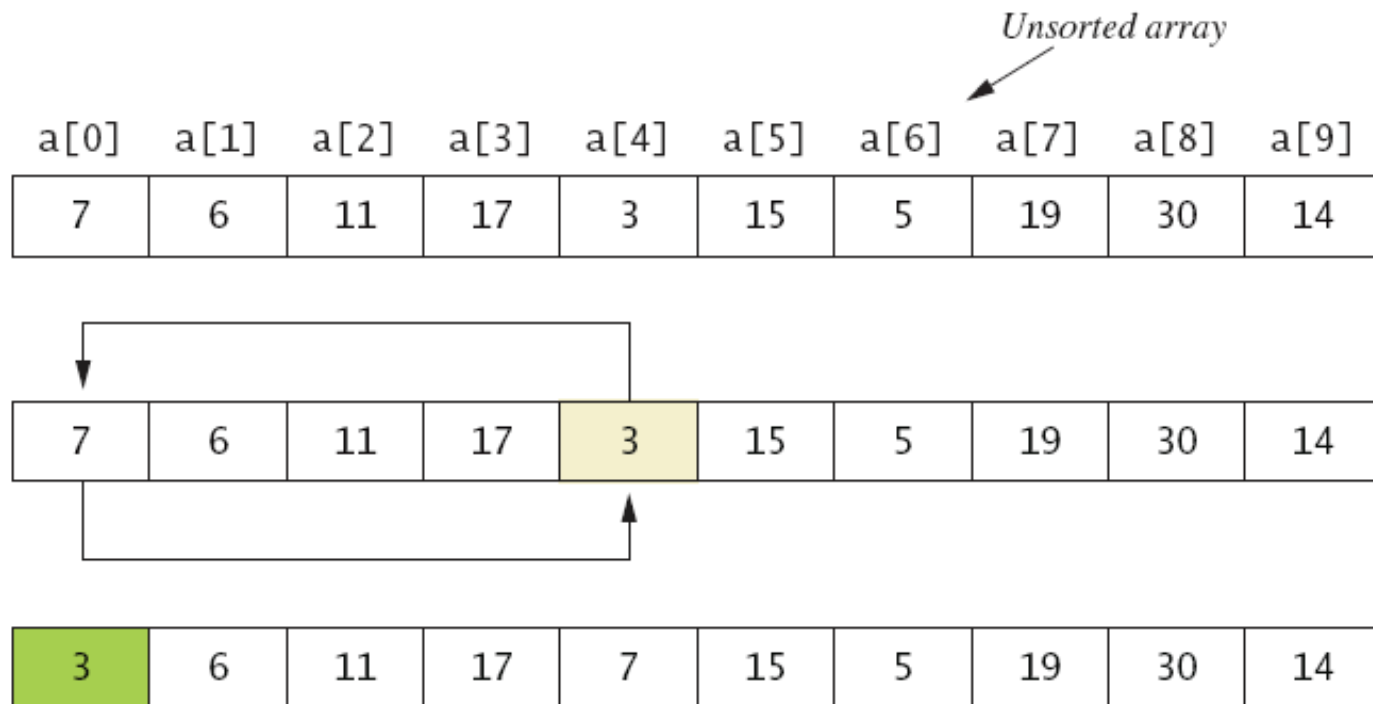 Unsorted array
a[0] a[1] a[2] a[3] a[4] a[5] a[6] a[7] a[8] a[9]
7 6 11 17 3 15 5 19 30 14
7 6 11 17 3 15 5 19 30 14
3 6 11 17 7 15 5 19 30 14